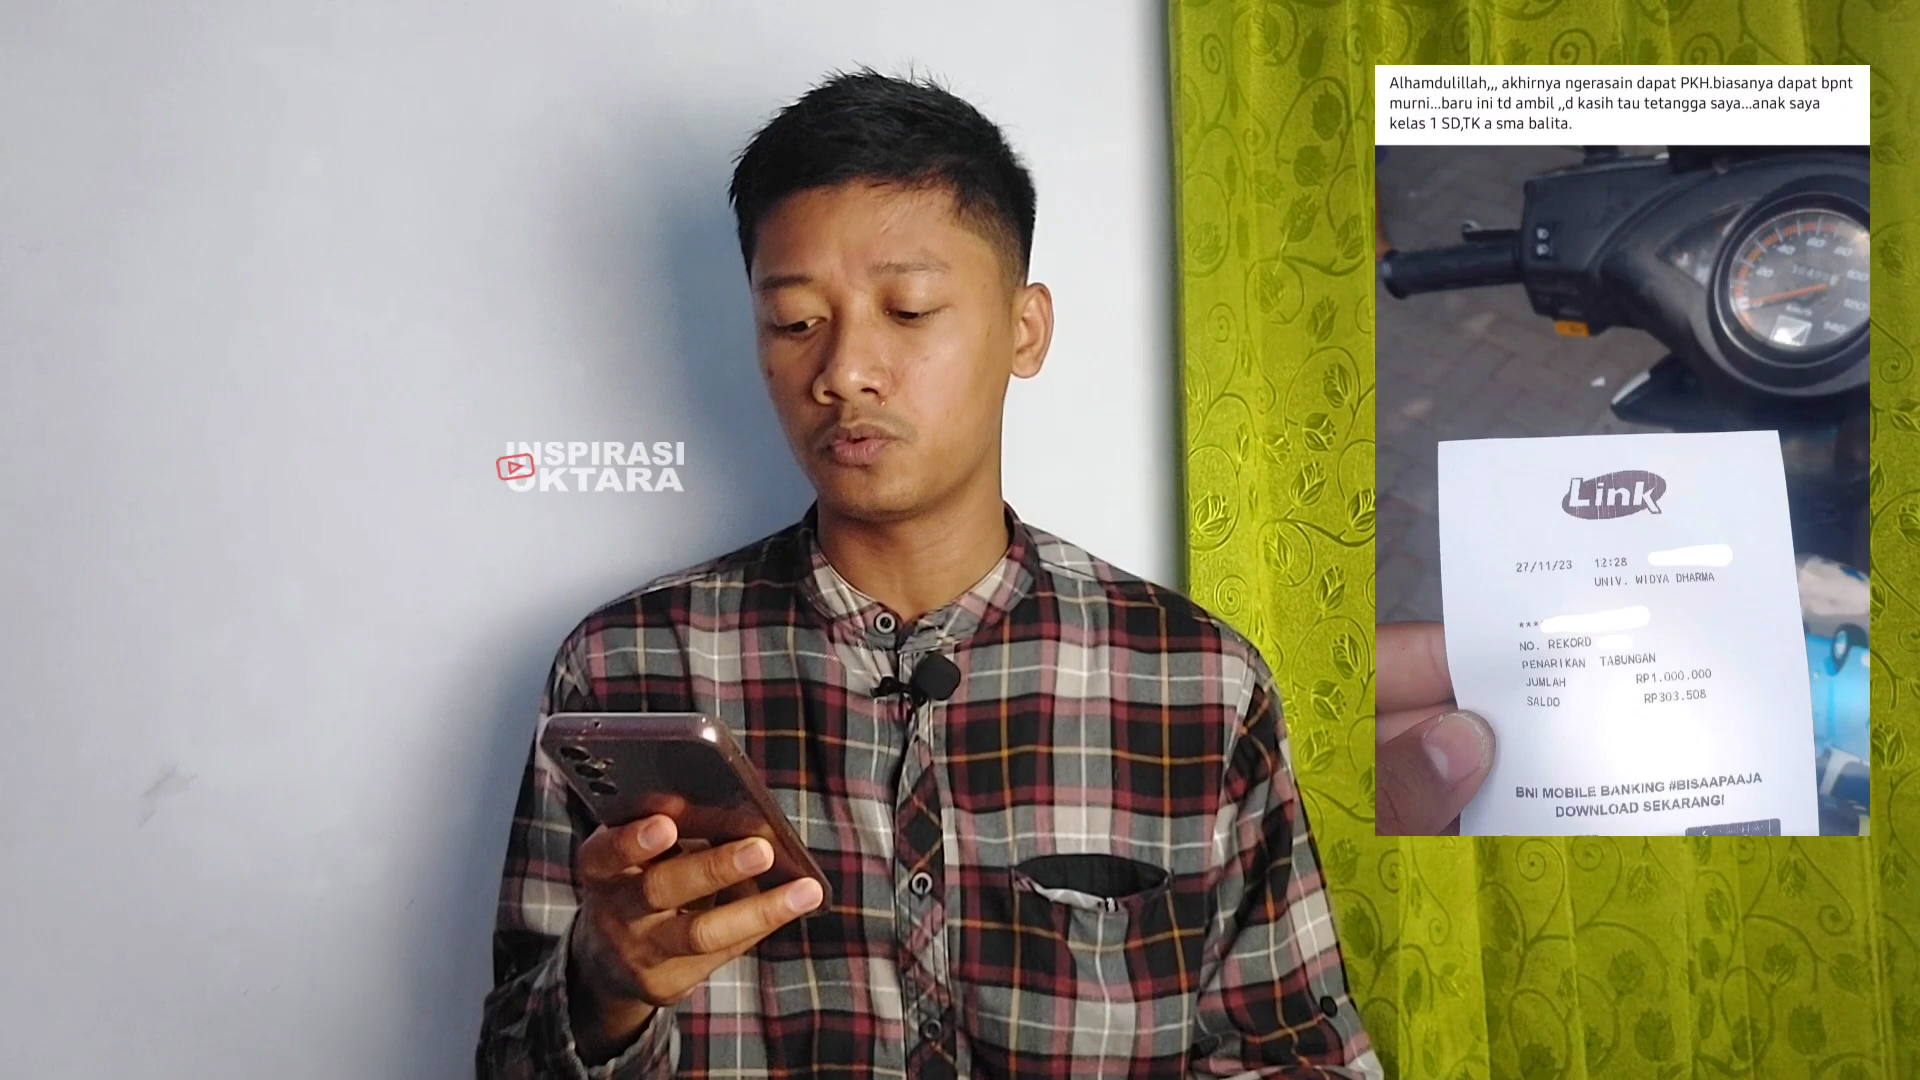 INSPIRASI
OKTARA
Alhamdulillah,,, akhirnya ngerasain dapat PKH.biasanya dapat bpnt
murni...baru ini td ambil ,,d kasih tau tetangga saya...anak saya
kelas 1 SD,TK a sma balita.
Link
27/11/23 12:28
UNIV. WIDYA DHARMA
***
NO. REKORD
PENARIKAN TABUNGAN
JUMLAH RP1.000.000
SALDO RP303.508
BNI MOBILE BANKING #BISAAPAAJA
DOWNLOAD SEKARANG!